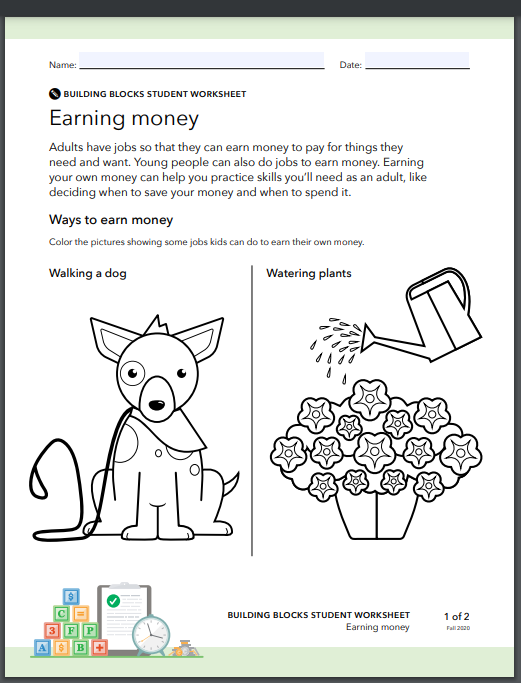 Name:
Date:
BUILDING BLOCKS STUDENT WORKSHEET
Earning money
Adults have jobs so that they can earn money to pay for things they
need and want. Young people can also do jobs to earn money. Earning
your own money can help you practice skills you'll need as an adult, like
deciding when to save your money and when to spend it.
Ways to earn money
Color the pictures showing some jobs kids can do to earn their own money.
Walking a dog
Watering plants
$
C =
3 F P
A $ B +
BUILDING BLOCKS STUDENT WORKSHEET
Earning money
1 of 2
Fall 2020